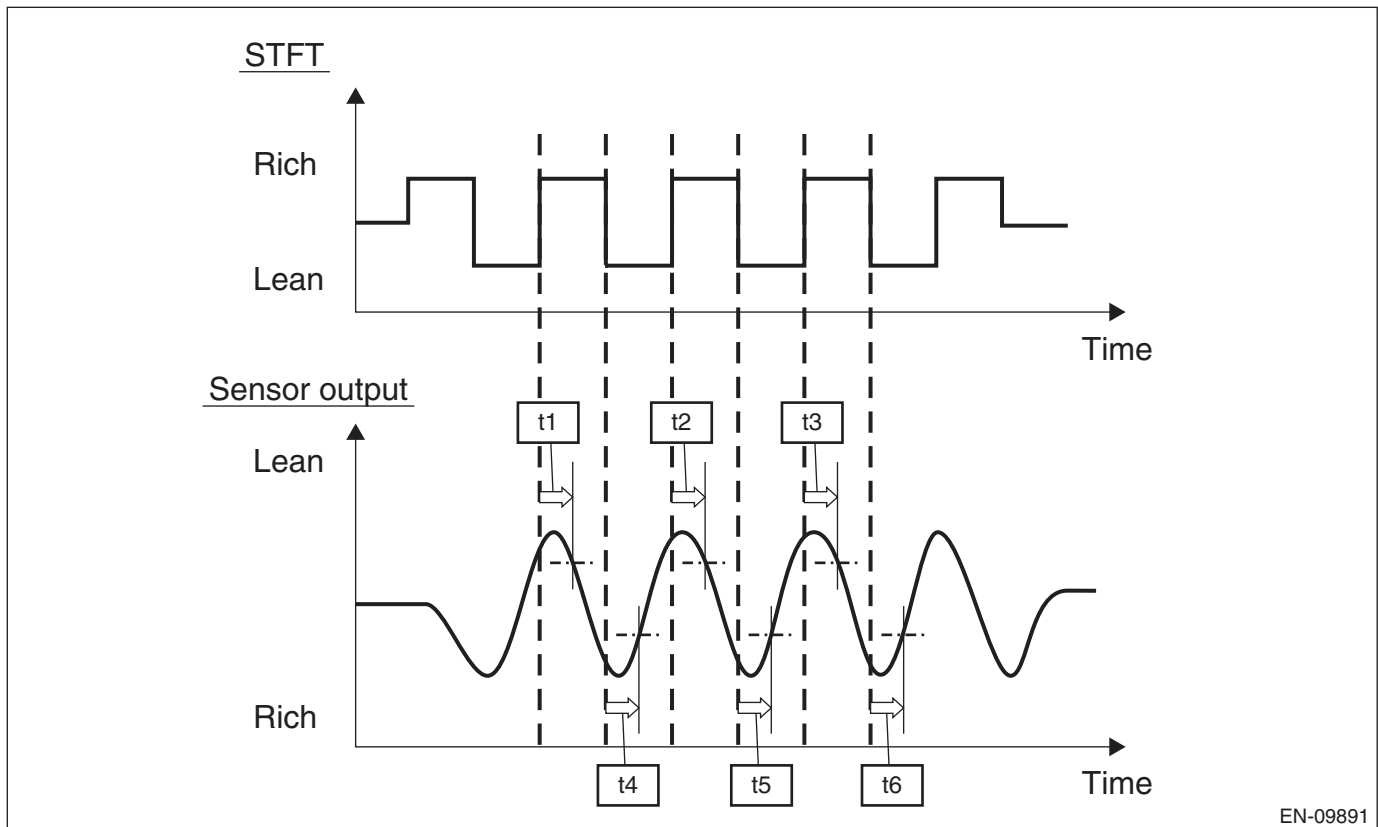 STFT
Rich
Lean
Time
Sensor output
t1
t2
t3
Lean
Rich
t4
t5
t6
Time
EN-09891